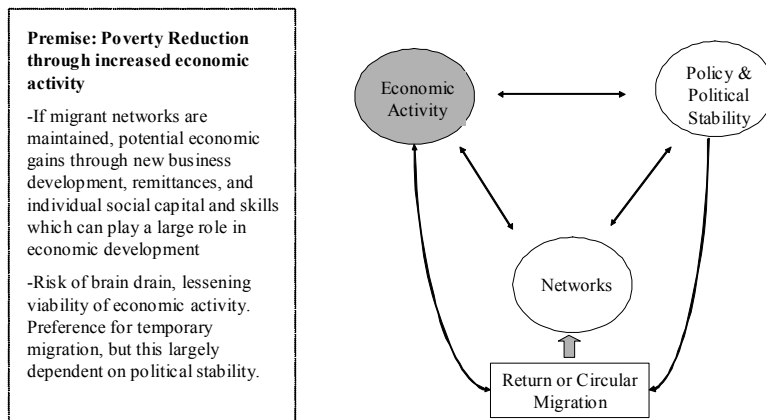 Premise: Poverty Reduction
through increased economic
activity
-If migrant networks are
maintained, potential economic
gains through new business
development, remittances, and
individual social capital and skills
which can play a large role in
economic development
-Risk of brain drain, lessening
viability of economic activity.
Preference for temporary
migration, but this largely
dependent on political stability.
Economic
Activity
Policy &
Political
Stability
Networks
Return or Circular
Migration